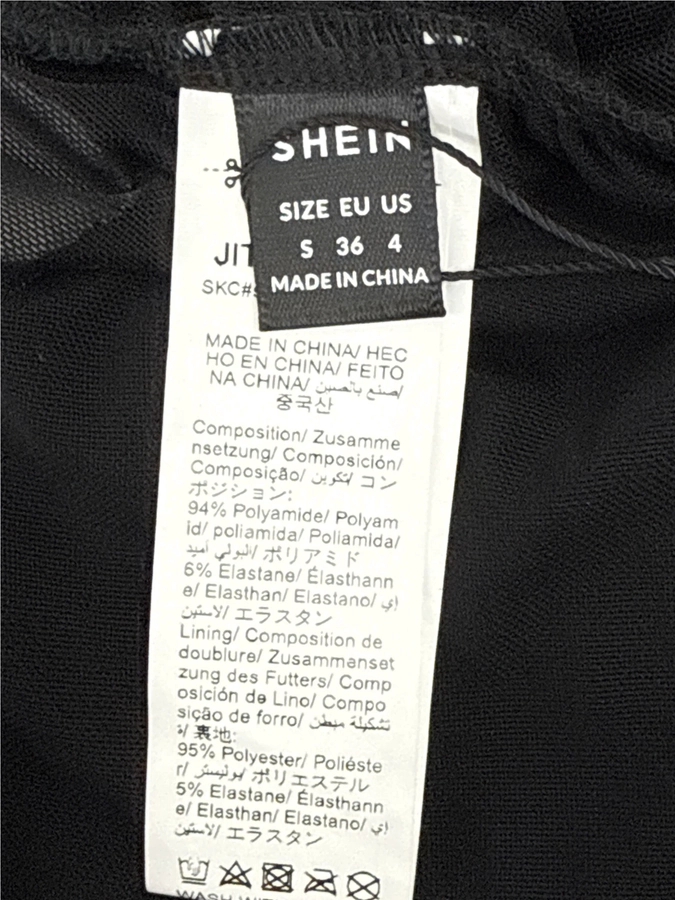 SHEIN
SIZE EU US
S 36 4
MADE IN CHINA
JIT
SKC#
MADE IN CHINA/ HEC
HO EN CHINA/ FEITO
NA CHINA/ صنع بالصين/
중국산
Composition/ Zusamme
nsetzung/ Composición/
Composição/ تكوين/ コン
ポジション:
94% Polyamide/ Polyam
id/ poliamida/ Poliamida/
البولي أميد/ ポリアミド
6% Elastane/ Élasthann
e/ Elasthan/ Elastano/ إي
لاستين/ エラスタン
Lining/ Composition de
doublure/ Zusammenset
zung des Futters/ Comp
osición de Lino/ Compo
sição de forro/ تشكيلة مبطن
ة/ 裏地:
95% Polyester/ Poliéste
r/ بوليستر/ ポリエステル
5% Elastane/ Élasthann
e/ Elasthan/ Elastano/ إي
لاستين/ エラスタン